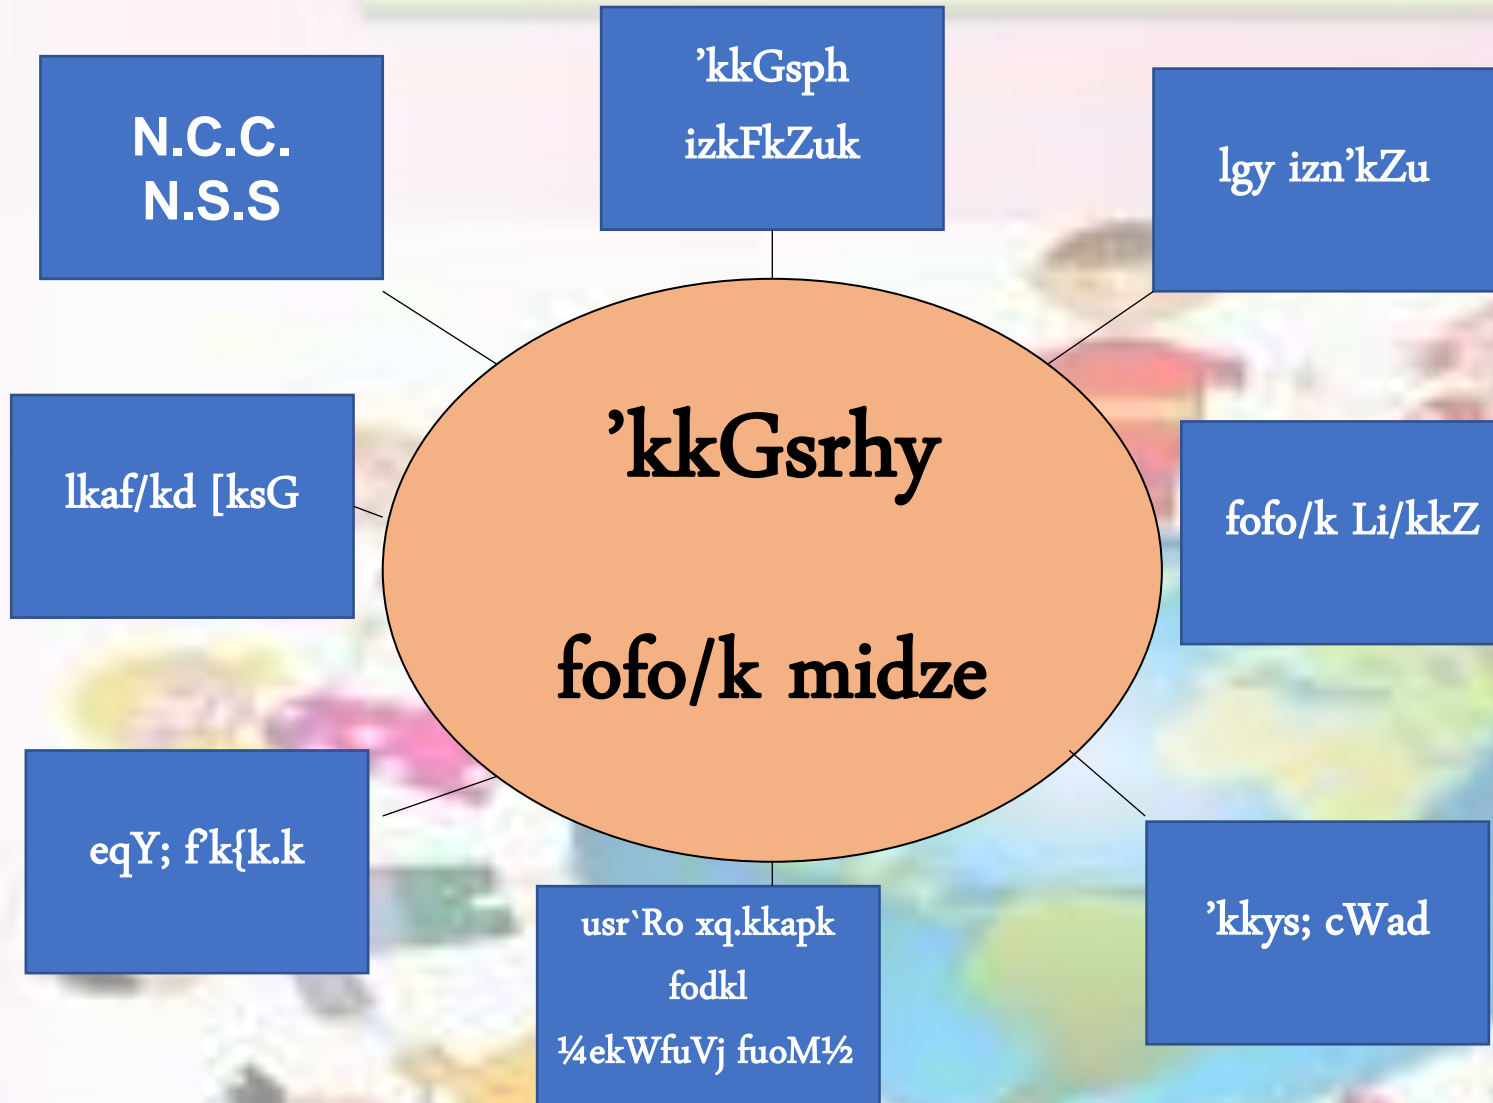 ’kkGsph
izkFkZuk
N.C.C.
N.S.S
lgy izn’kZu
’kkGsrhy
fofo/k midze
lkaf/kd [ksG
fofo/k Li/kkZ
eqY; f’k{k.k
usr`Ro xq.kkapk
fodkl
¼ekWfuVj fuoM½
’kkys; cWad